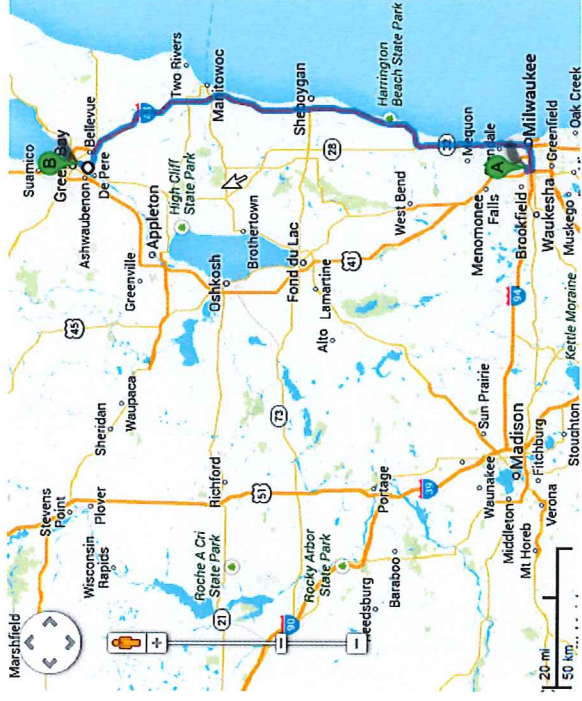 Marshfield
Stevens
Point
Plover
Wisconsin
Rapids
Sheridan
Waupaca
45
Greenville
Appleton
Suamico
B
Green Bay
Ashwaubenon
Bellevue
De Pere
43
Two Rivers
High Cliff
State Park
Manitowoc
Roche A Cri
State Park
21
Richford
51
Oshkosh
Brothertown
90
Rocky Arbor
State Park
73
Fond du Lac
Lamartine
Alto
41
Sheboygan
28
Harrington
Beach State Park
eedsburg
Baraboo
Portage
39
West Bend
32
Mequon
ndale
Menomonee
Falls
A
Sun Prairie
Waunakee
Middleton
Mt Horeb
Madison
Fitchburg
Verona
Stoughton
94
Brookfield
Milwaukee
Waukesha
Greenfield
Muskego
Oak Creek
Kettle Moraine
20 mi
50 km